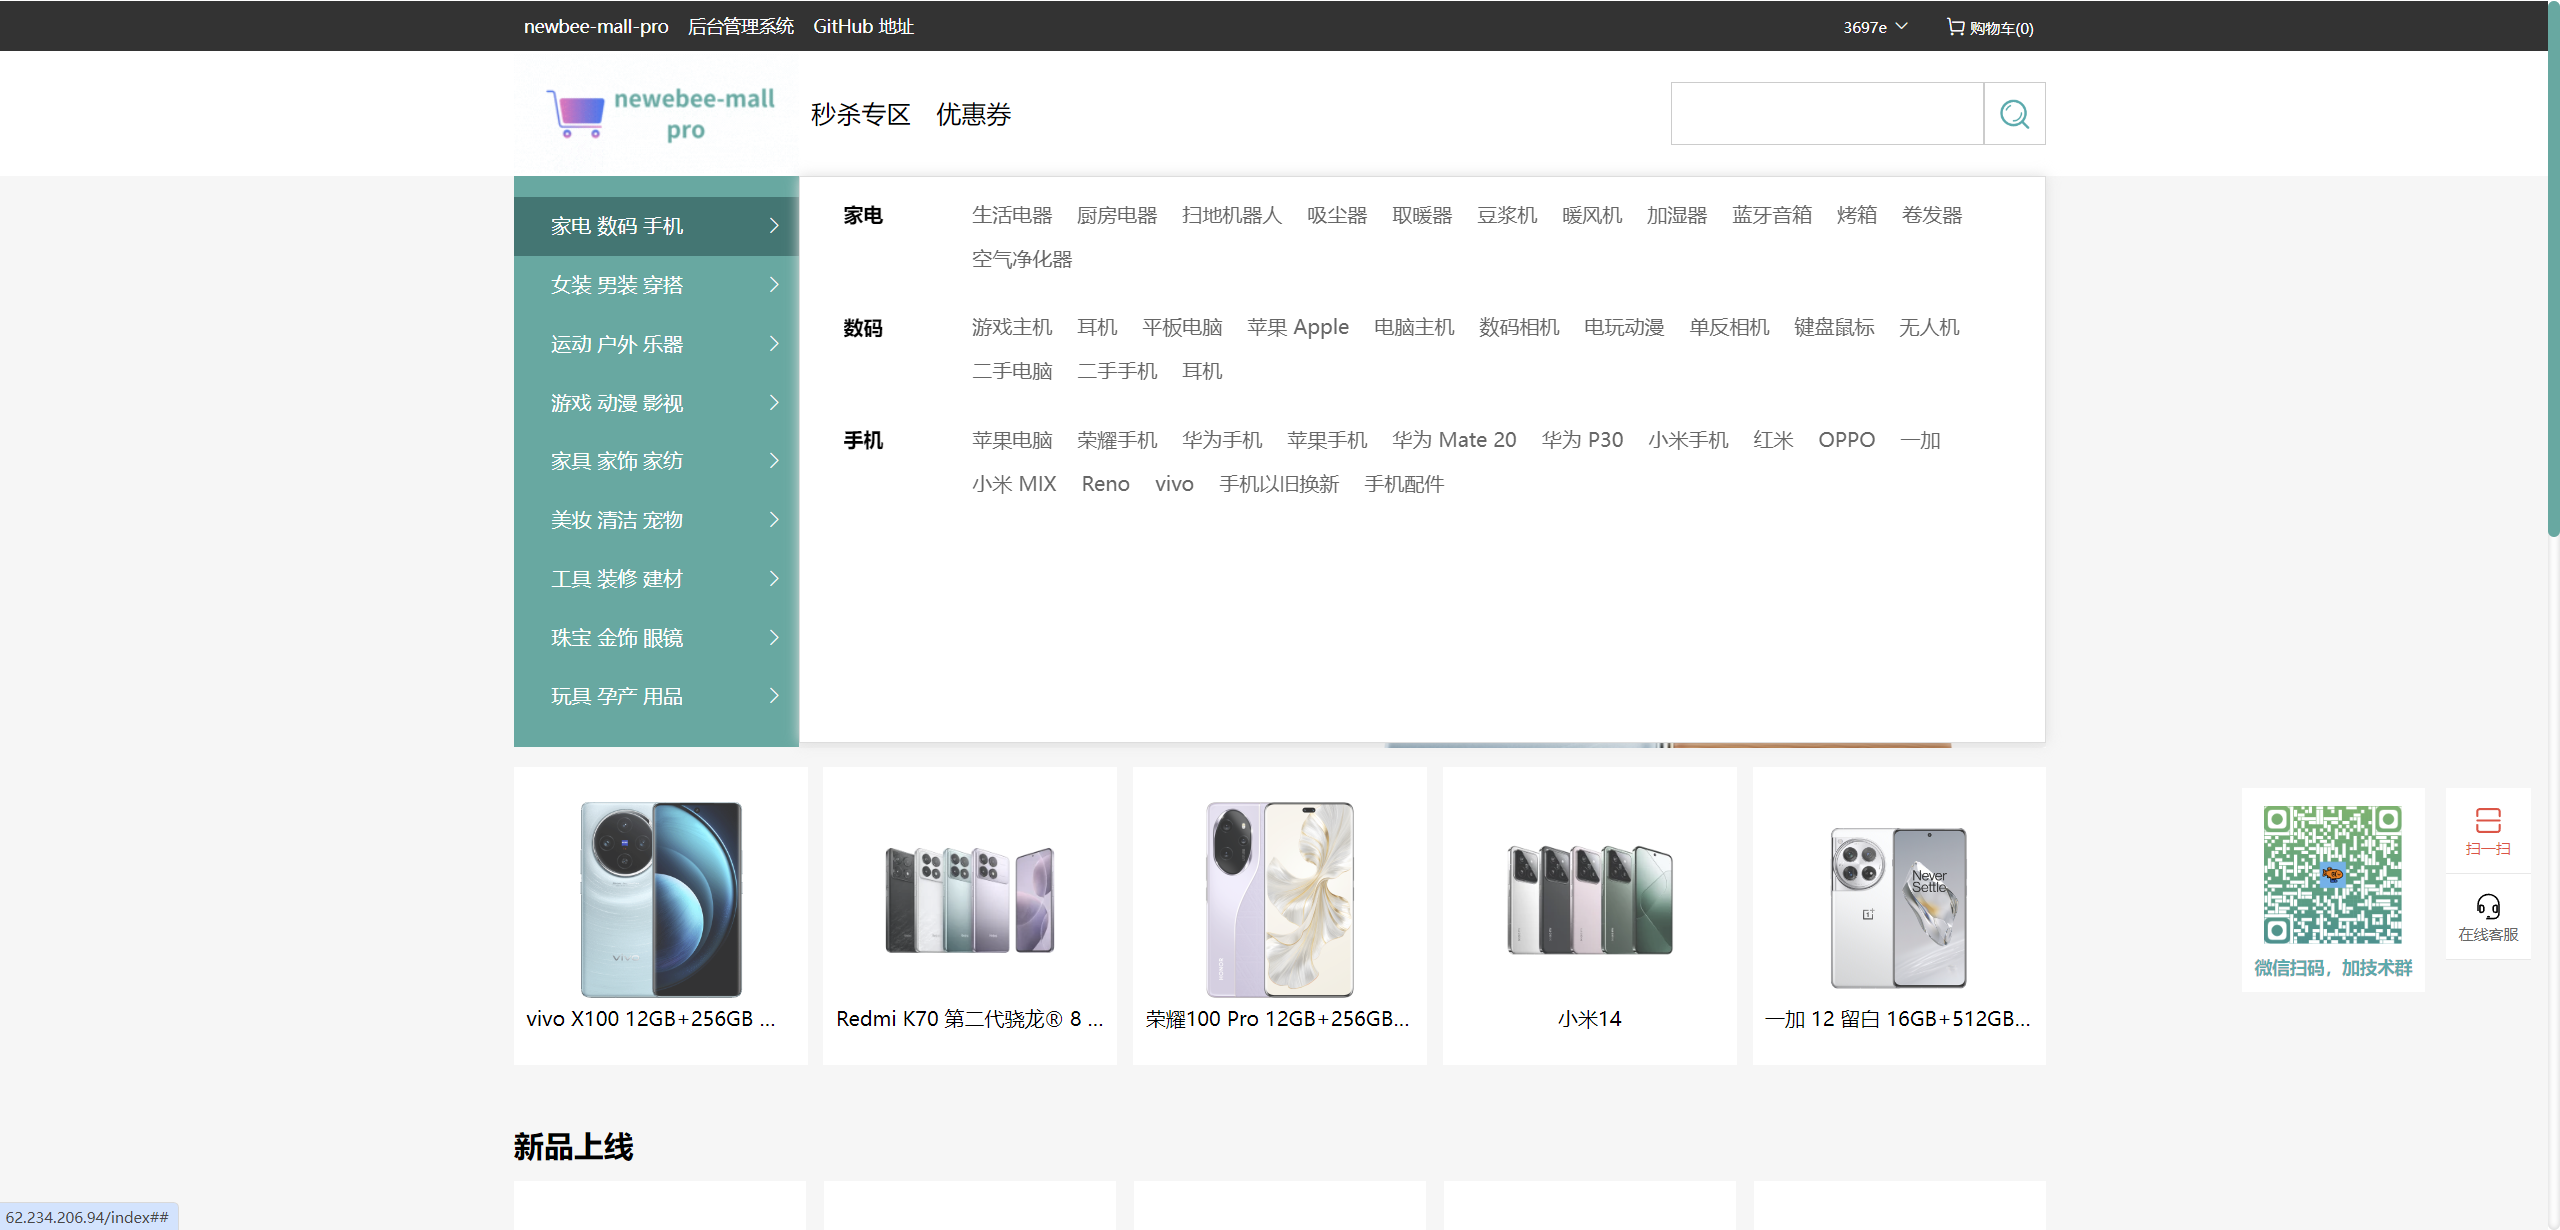 newbee-mall-pro 后台管理系统 GitHub 地址 3697e 购物车(0)
newebee-mall
pro
秒杀专区 优惠券
家电 数码 手机
女装 男装 穿搭
运动 户外 乐器
游戏 动漫 影视
家具 家饰 家纺
美妆 清洁 宠物
工具 装修 建材
珠宝 金饰 眼镜
玩具 孕产 用品
家电 生活电器 厨房电器 扫地机器人 吸尘器 取暖器 豆浆机 暖风机 加湿器 蓝牙音箱 烤箱 卷发器
空气净化器
数码 游戏主机 耳机 平板电脑 苹果 Apple 电脑主机 数码相机 电玩动漫 单反相机 键盘鼠标 无人机
二手电脑 二手手机 耳机
手机 苹果电脑 荣耀手机 华为手机 苹果手机 华为 Mate 20 华为 P30 小米手机 红米 OPPO 一加
小米 MIX Reno vivo 手机以旧换新 手机配件
vivo
HONOR
Never
Settle
vivo X100 12GB+256GB ...
Redmi K70 第二代骁龙® 8 ...
荣耀100 Pro 12GB+256GB...
小米14
一加 12 留白 16GB+512GB...
扫一扫
在线客服
微信扫码，加技术群
新品上线
62.234.206.94/index##